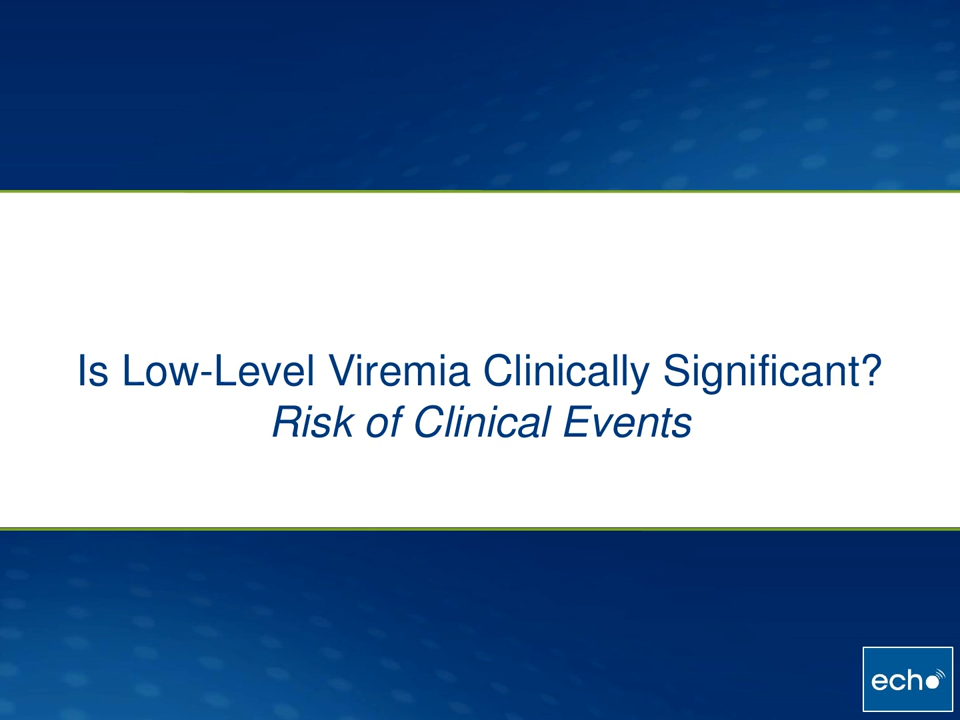 Is Low-Level Viremia Clinically Significant?
Risk of Clinical Events
echo